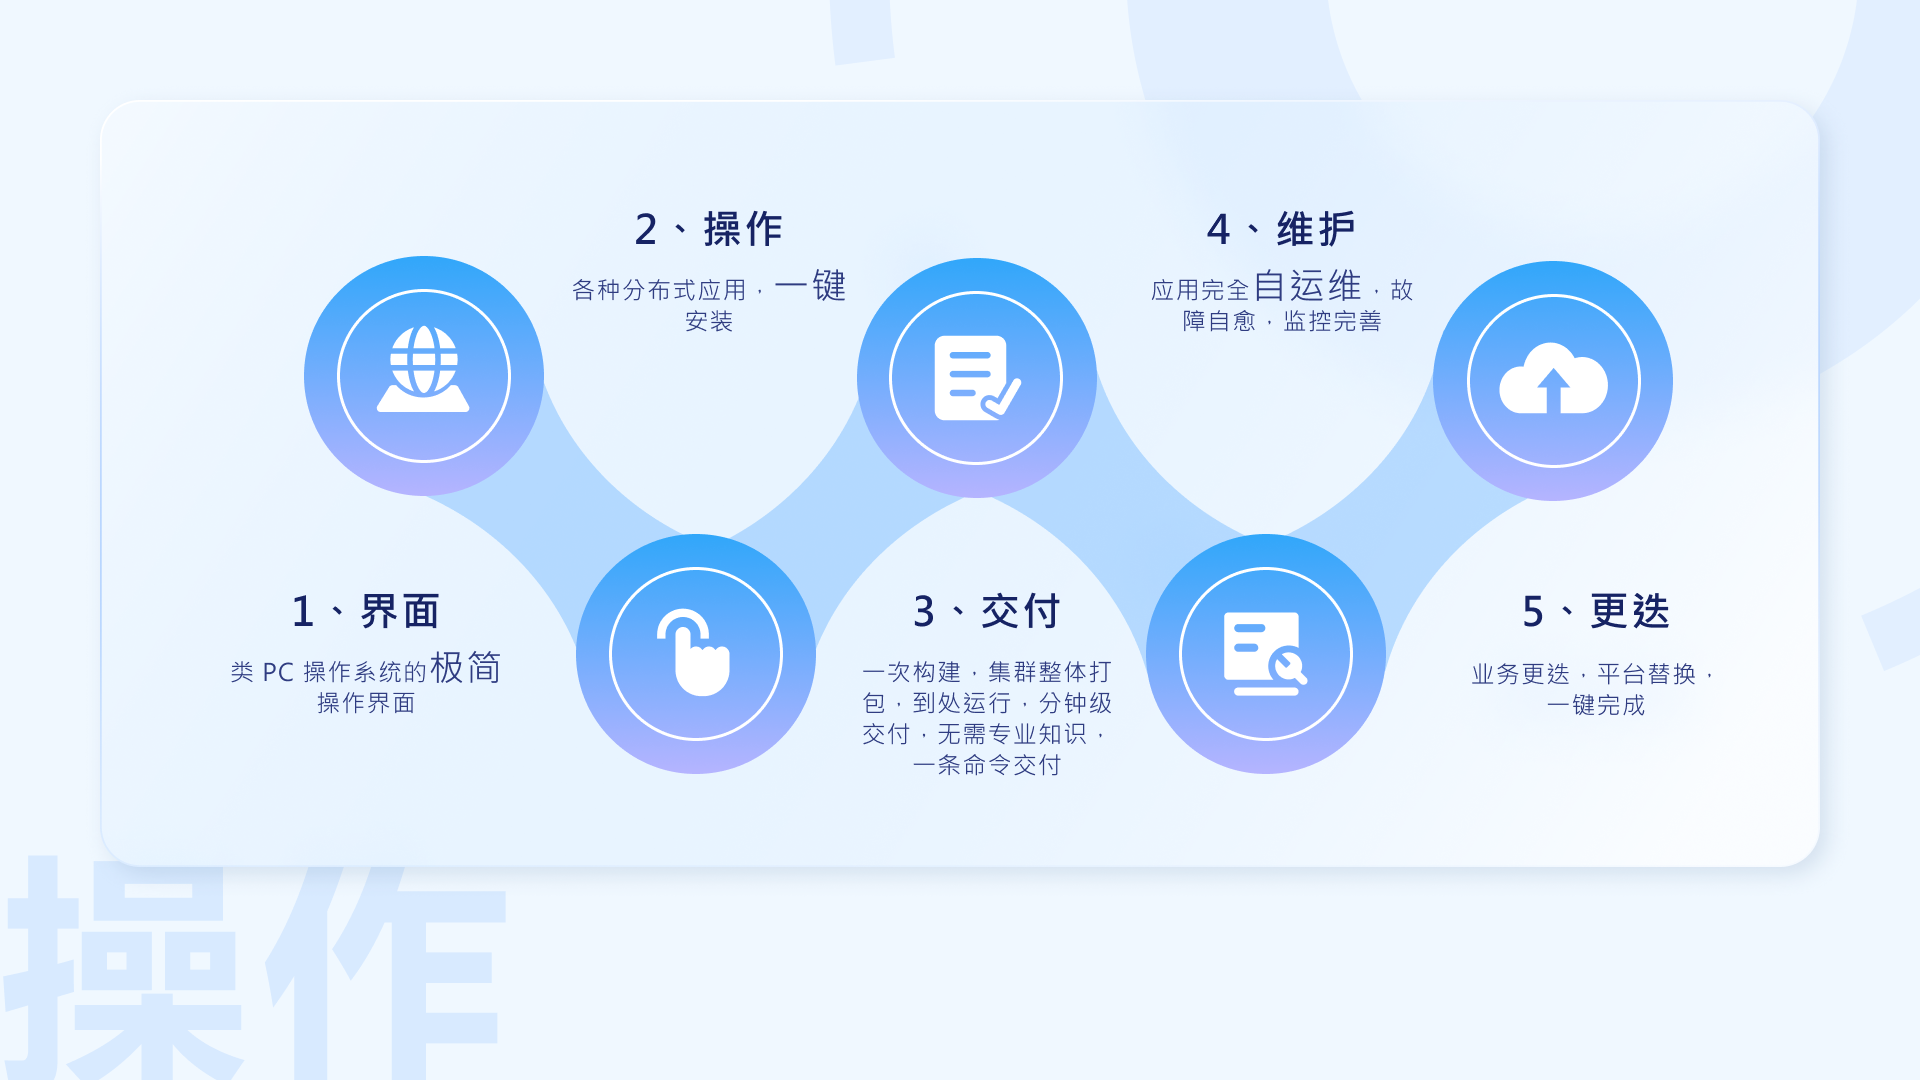 1、界面
类 PC 操作系统的极简
操作界面
2、操作
各种分布式应用，一键
安装
3、交付
一次构建，集群整体打
包，到处运行，分钟级
交付，无需专业知识，
一条命令交付
4、维护
应用完全自运维，故
障自愈，监控完善
5、更迭
业务更迭，平台替换，
一键完成
操作